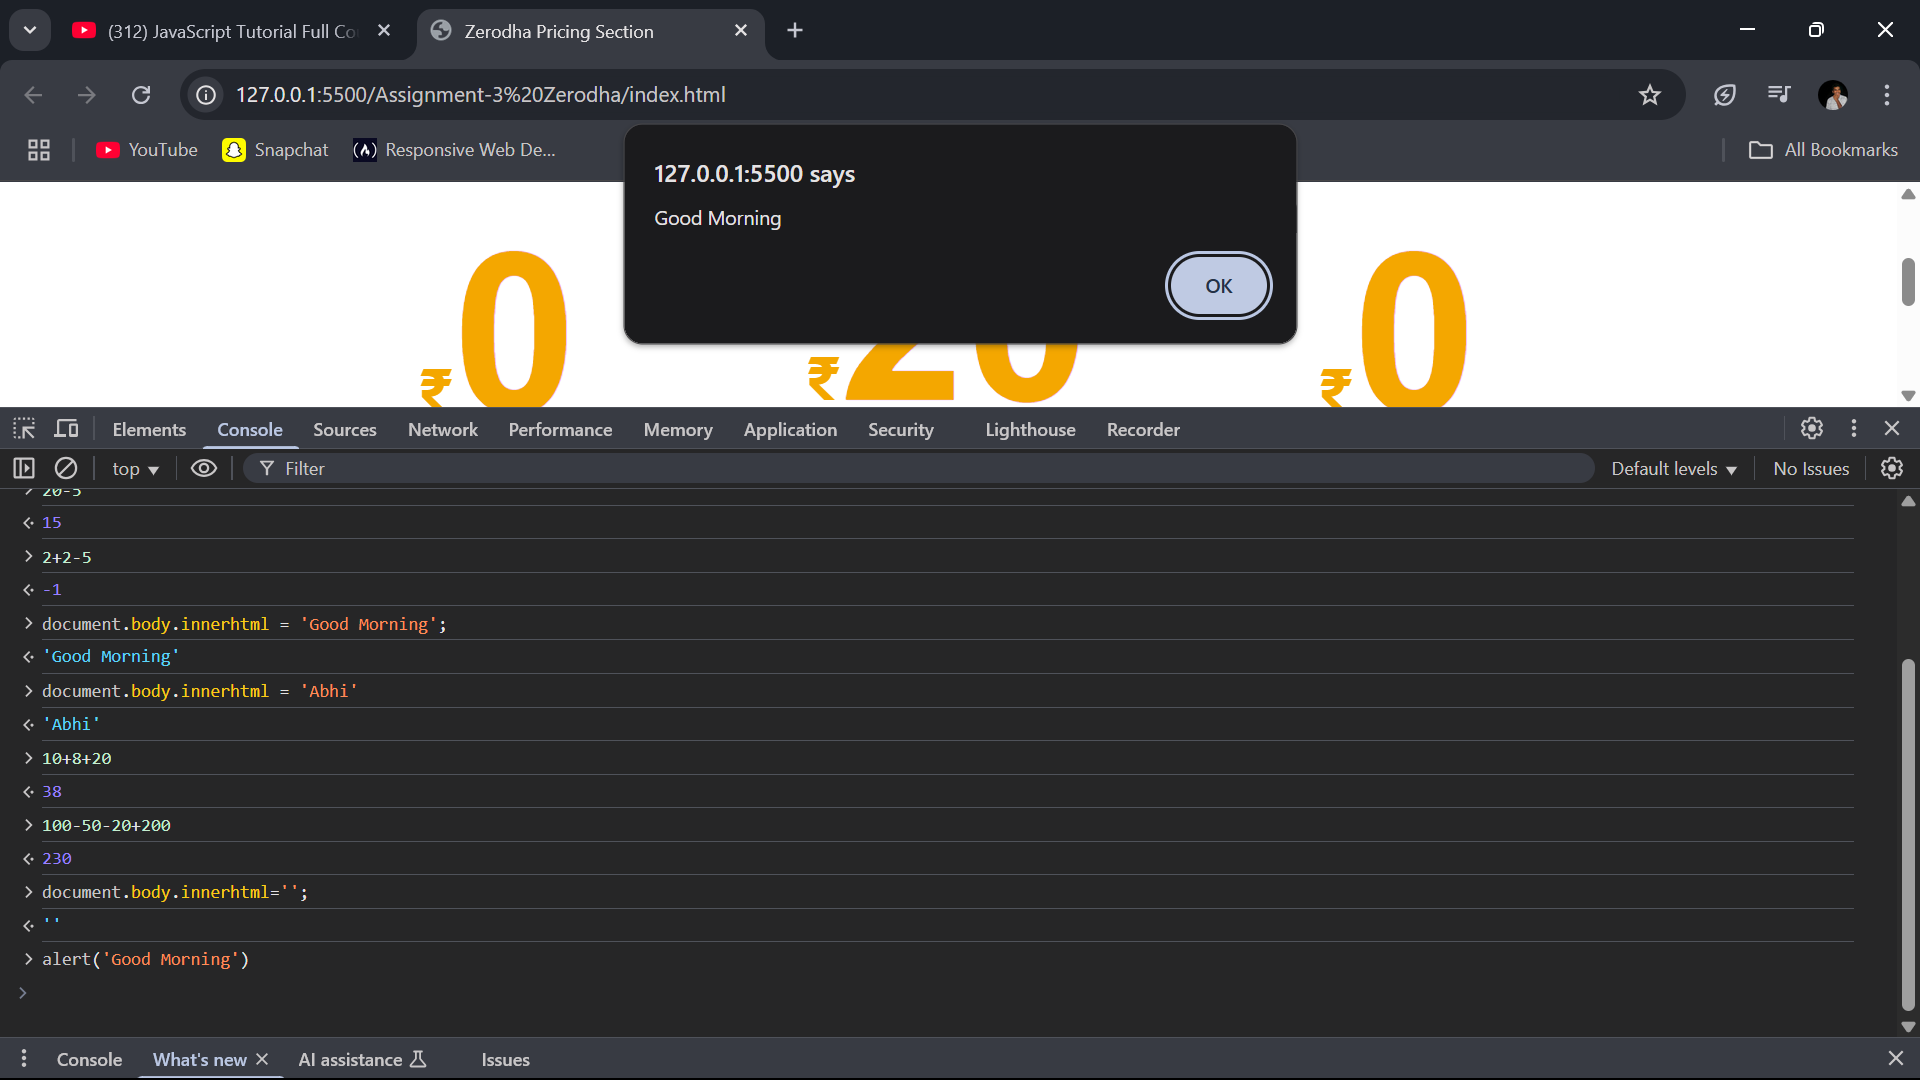 (312) JavaScript Tutorial Full Co
Zerodha Pricing Section
127.0.0.1:5500/Assignment-3%20Zerodha/index.html
YouTube
Snapchat
(A) Responsive Web De...
All Bookmarks
127.0.0.1:5500 says
Good Morning
OK
₹0
₹20
₹0
Elements Console Sources Network Performance Memory Application Security Lighthouse Recorder
top
Filter
Default levels
No Issues
20-5
15
2+2-5
-1
document.body.innerhtml = 'Good Morning';
'Good Morning'
document.body.innerhtml = 'Abhi'
'Abhi'
10+8+20
38
100-50-20+200
230
document.body.innerhtml='';
''
alert('Good Morning')
Console What's new AI assistance Issues